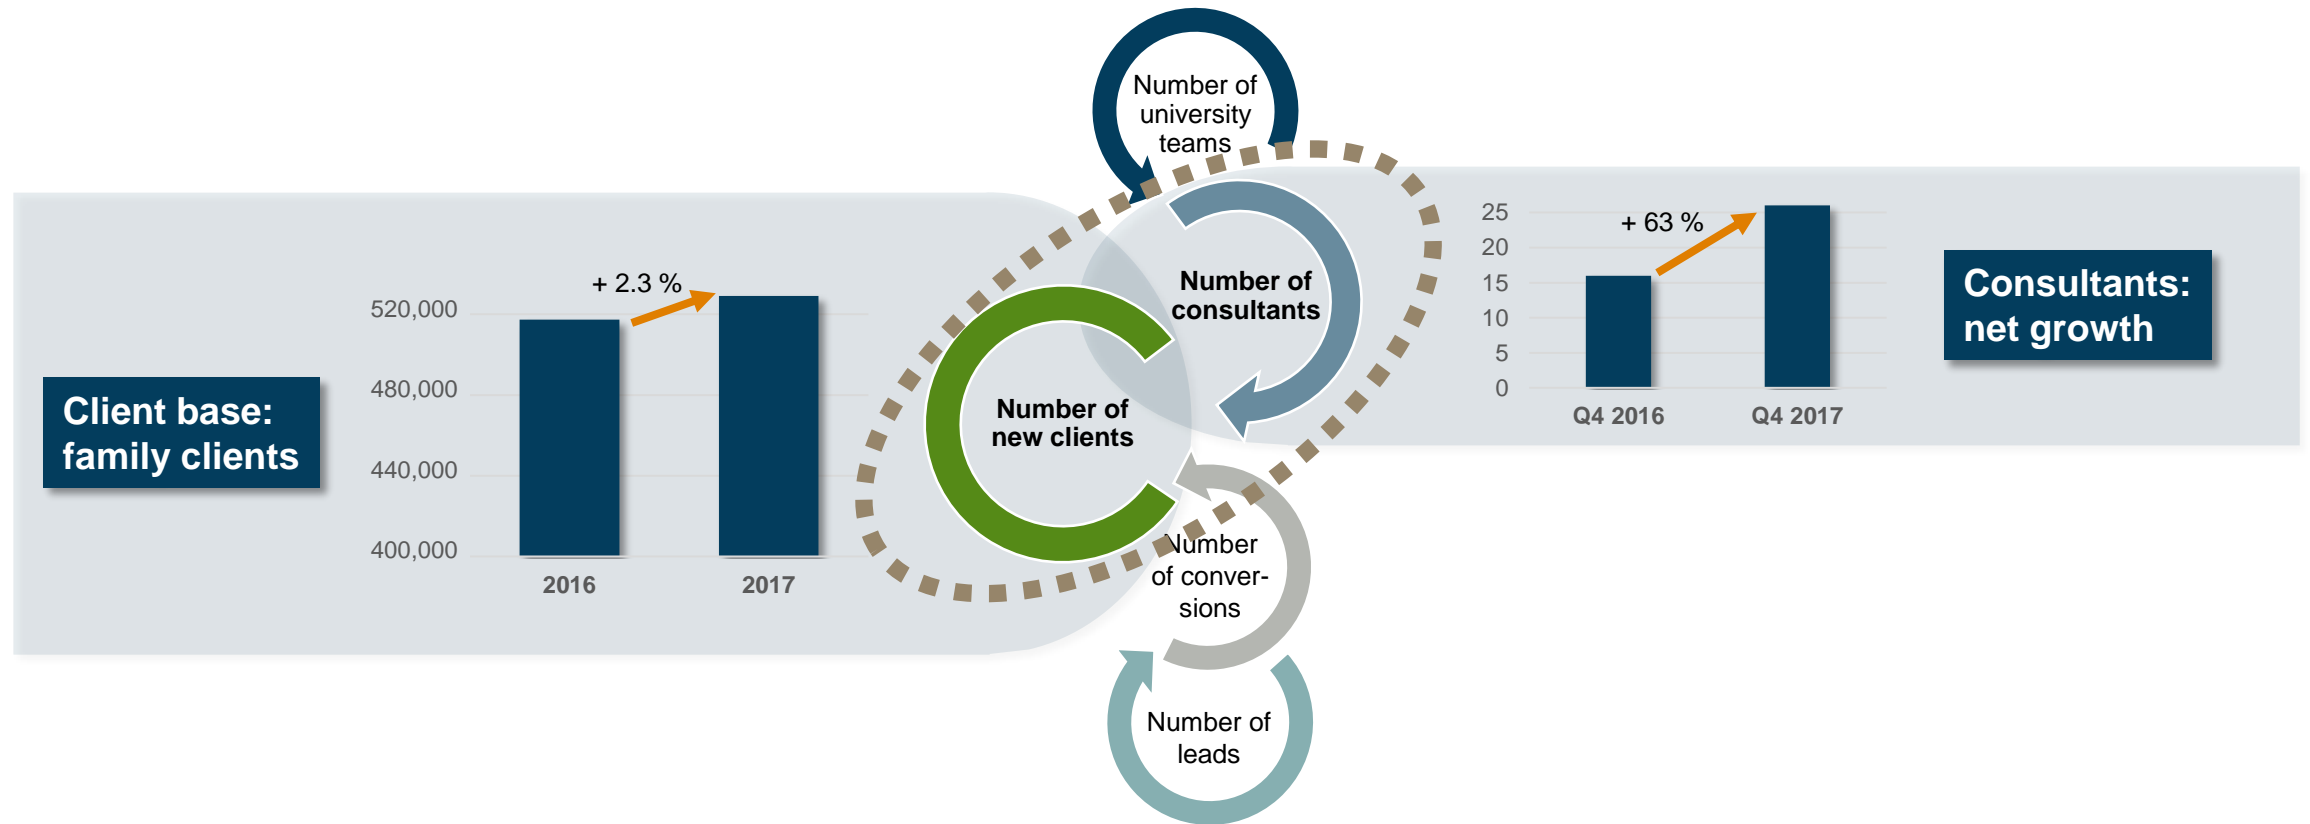 Number of
university
teams
Client base:
family clients
520,000
480,000
440,000
400,000
+ 2.3 %
2016
2017
Number of
new clients
Number of
consultants
Number
of conver-
sions
Number of
leads
25
20
15
10
5
0
+ 63 %
Q4 2016
Q4 2017
Consultants:
net growth